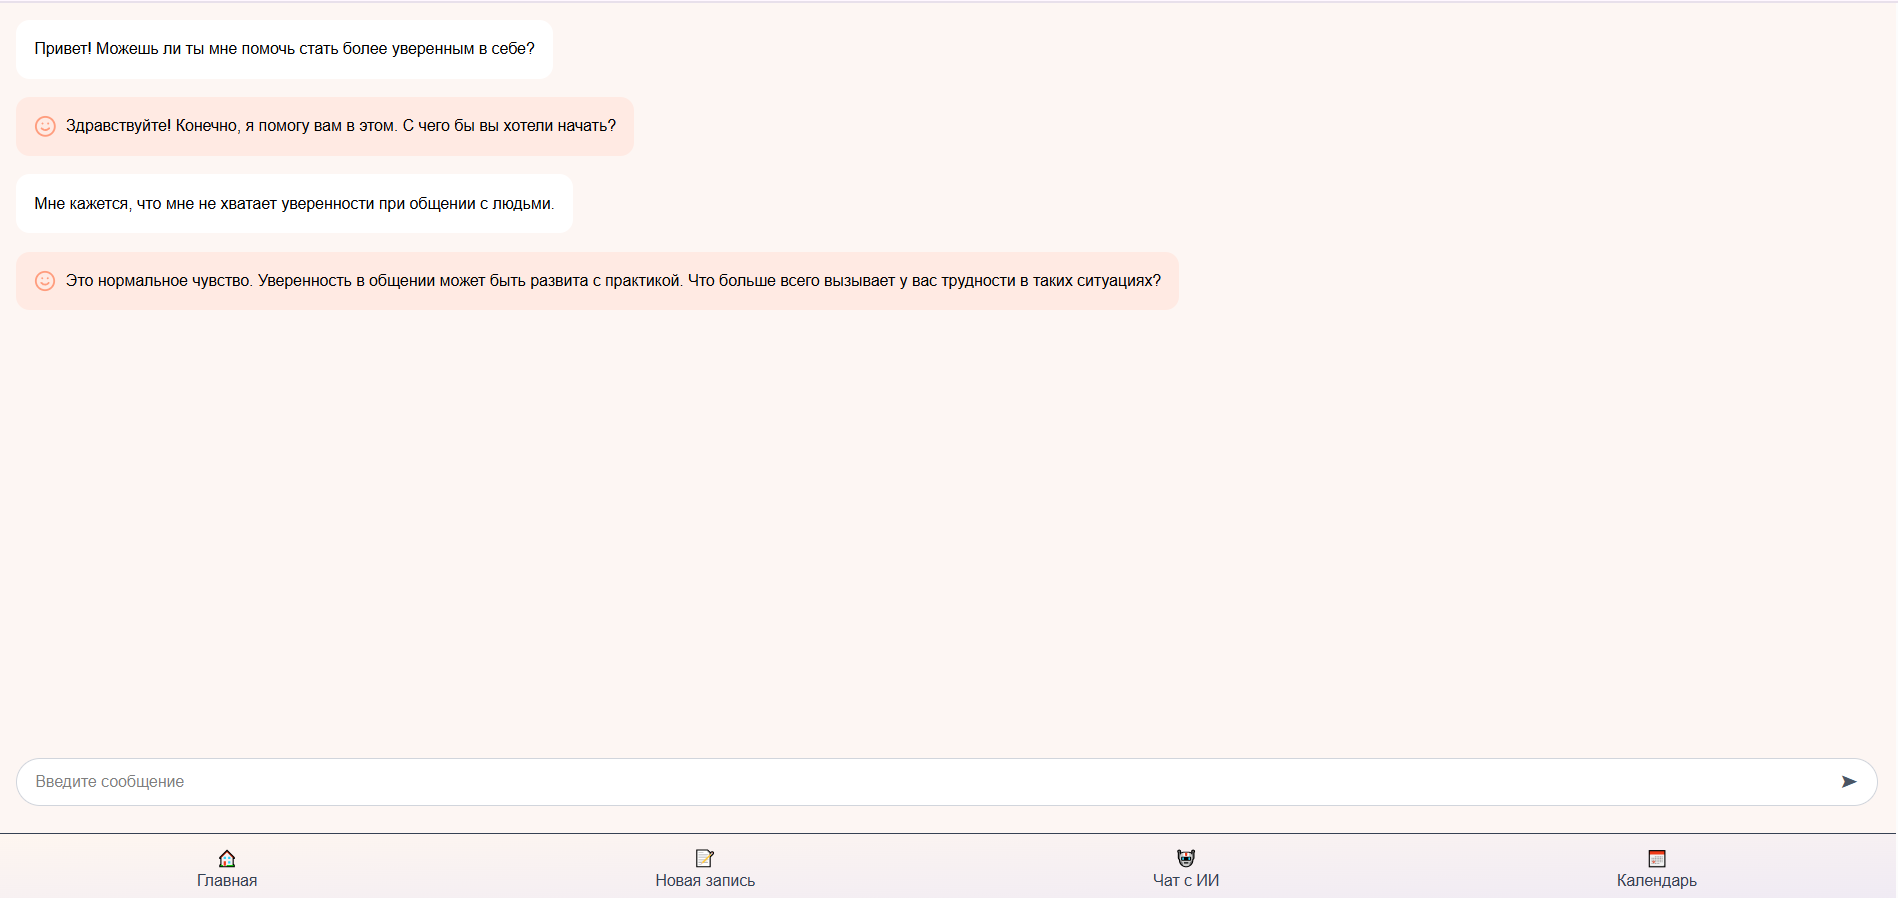 Привет! Можешь ли ты мне помочь стать более уверенным в себе?
Здравствуйте! Конечно, я помогу вам в этом. С чего бы вы хотели начать?
Мне кажется, что мне не хватает уверенности при общении с людьми.
Это нормальное чувство. Уверенность в общении может быть развита с практикой. Что больше всего вызывает у вас трудности в таких ситуациях?
Введите сообщение
Главная
Новая запись
Чат с ИИ
Календарь